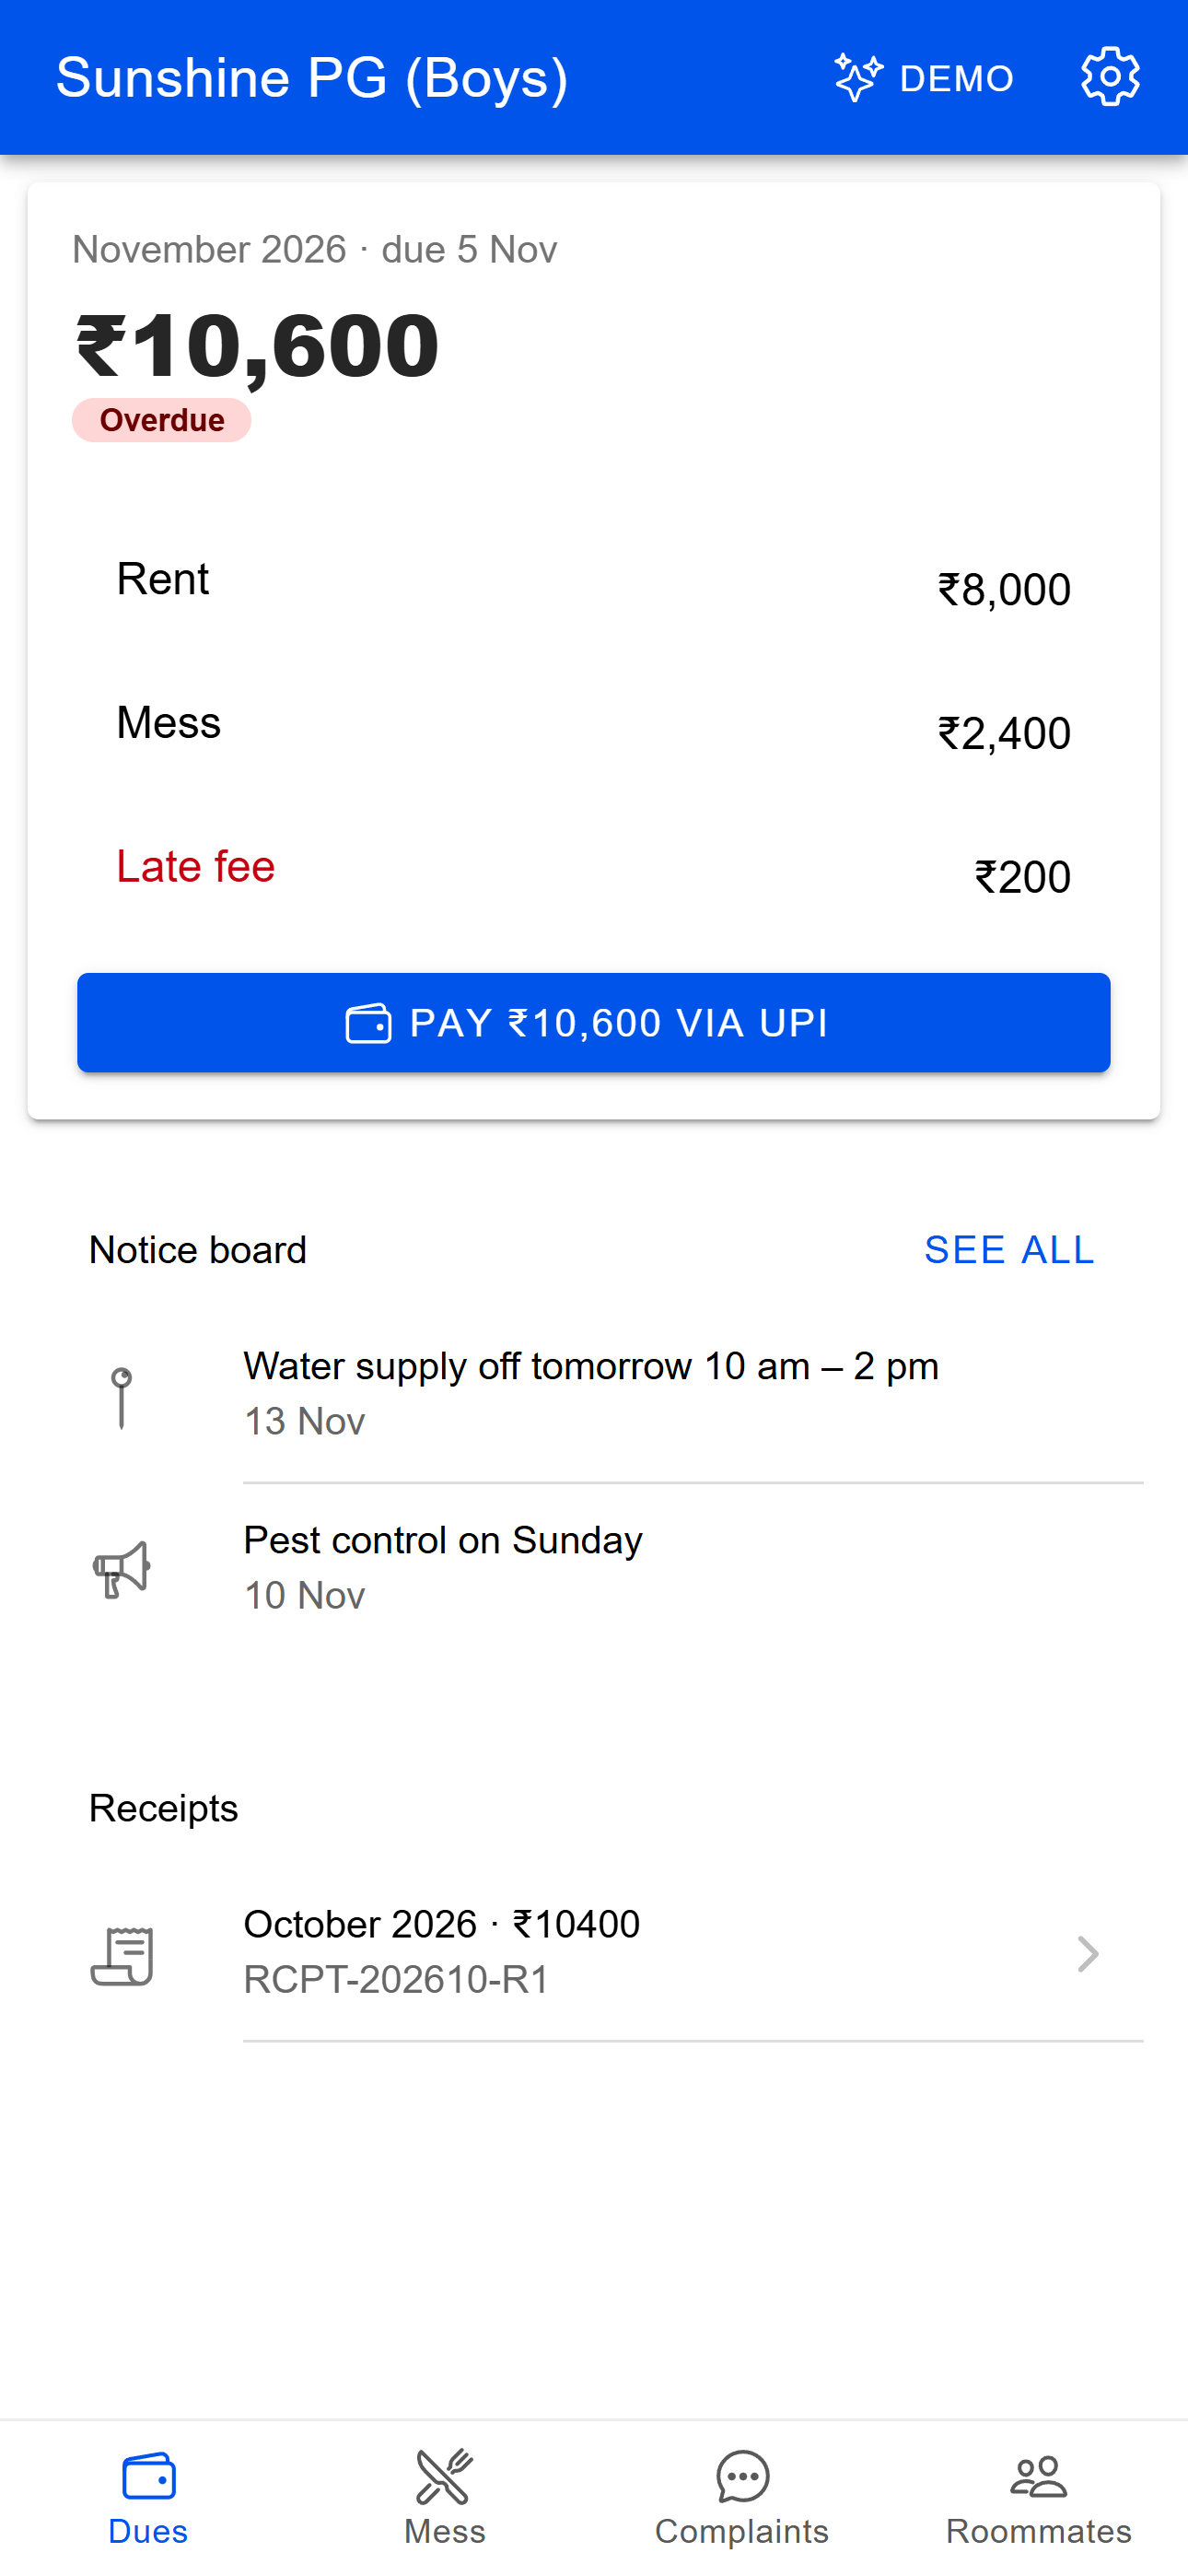 Sunshine PG (Boys)
DEMO
November 2026 · due 5 Nov
₹10,600
Overdue
Rent
₹8,000
Mess
₹2,400
Late fee
₹200
PAY ₹10,600 VIA UPI
Notice board
SEE ALL
Water supply off tomorrow 10 am – 2 pm
13 Nov
Pest control on Sunday
10 Nov
Receipts
October 2026 · ₹10400
RCPT-202610-R1
Dues
Mess
Complaints
Roommates